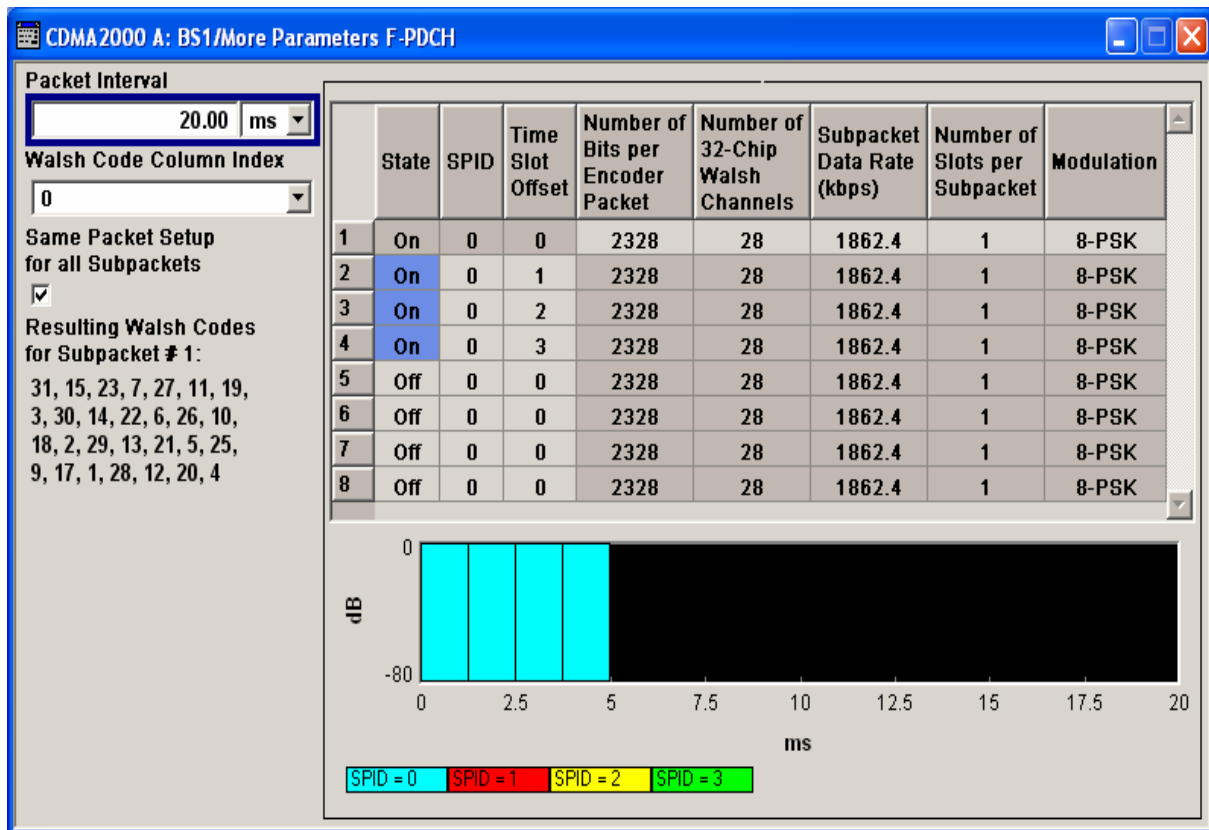 CDMA2000 A: BS1/More Parameters F-PDCH
Packet Interval
20.00 ms
Walsh Code Column Index
0
Same Packet Setup
for all Subpackets
Resulting Walsh Codes
for Subpacket # 1:
31, 15, 23, 7, 27, 11, 19,
3, 30, 14, 22, 6, 26, 10,
18, 2, 29, 13, 21, 5, 25,
9, 17, 1, 28, 12, 20, 4
State SPID Time Slot Offset Number of Bits per Encoder Packet Number of 32-Chip Walsh Channels Subpacket Data Rate (kbps) Number of Slots per Subpacket Modulation
1 On 0 0 2328 28 1862.4 1 8-PSK
2 On 0 1 2328 28 1862.4 1 8-PSK
3 On 0 2 2328 28 1862.4 1 8-PSK
4 On 0 3 2328 28 1862.4 1 8-PSK
5 Off 0 0 2328 28 1862.4 1 8-PSK
6 Off 0 0 2328 28 1862.4 1 8-PSK
7 Off 0 0 2328 28 1862.4 1 8-PSK
8 Off 0 0 2328 28 1862.4 1 8-PSK
0
dB
-80
0 2.5 5 7.5 10 12.5 15 17.5 20
ms
SPID = 0 SPID = 1 SPID = 2 SPID = 3